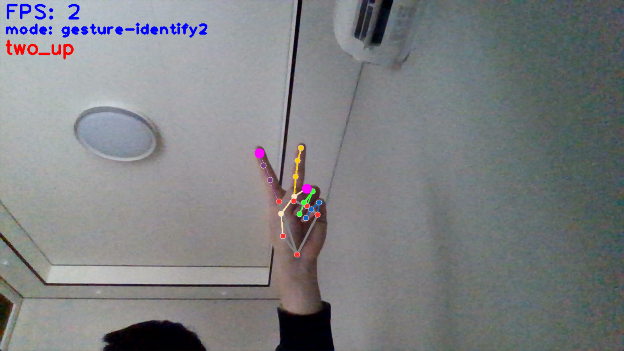 FPS: 2
mode: gesture-identify2
two_up